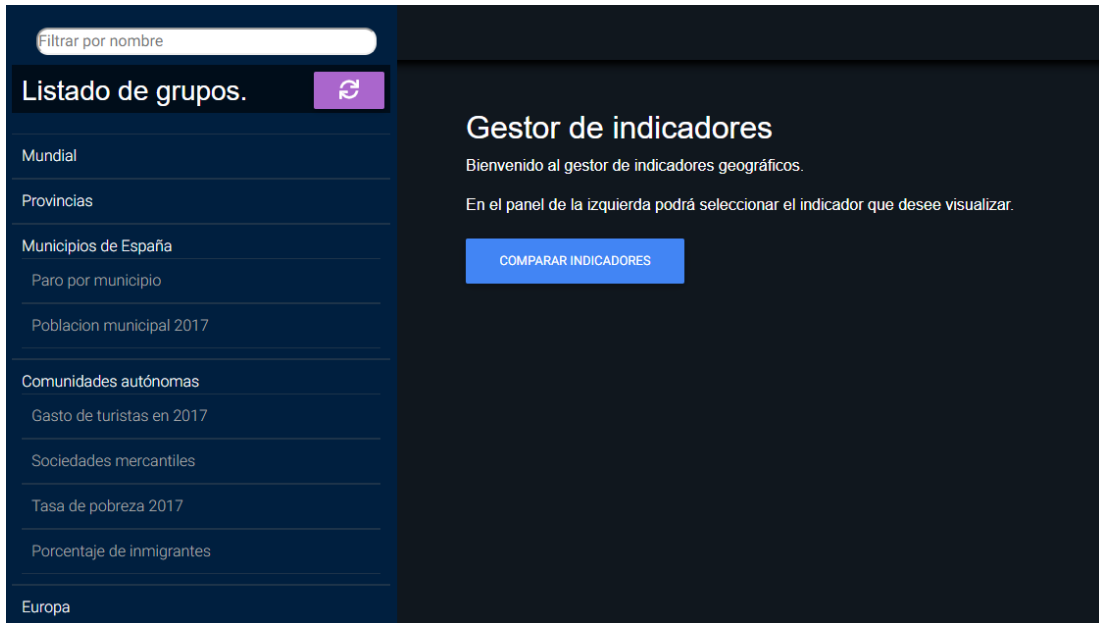 Filtrar por nombre
Listado de grupos.
Mundial
Provincias
Municipios de España
Paro por municipio
Poblacion municipal 2017
Comunidades autónomas
Gasto de turistas en 2017
Sociedades mercantiles
Tasa de pobreza 2017
Porcentaje de inmigrantes
Europa
Gestor de indicadores
Bienvenido al gestor de indicadores geográficos.
En el panel de la izquierda podrá seleccionar el indicador que desee visualizar.
COMPARAR INDICADORES